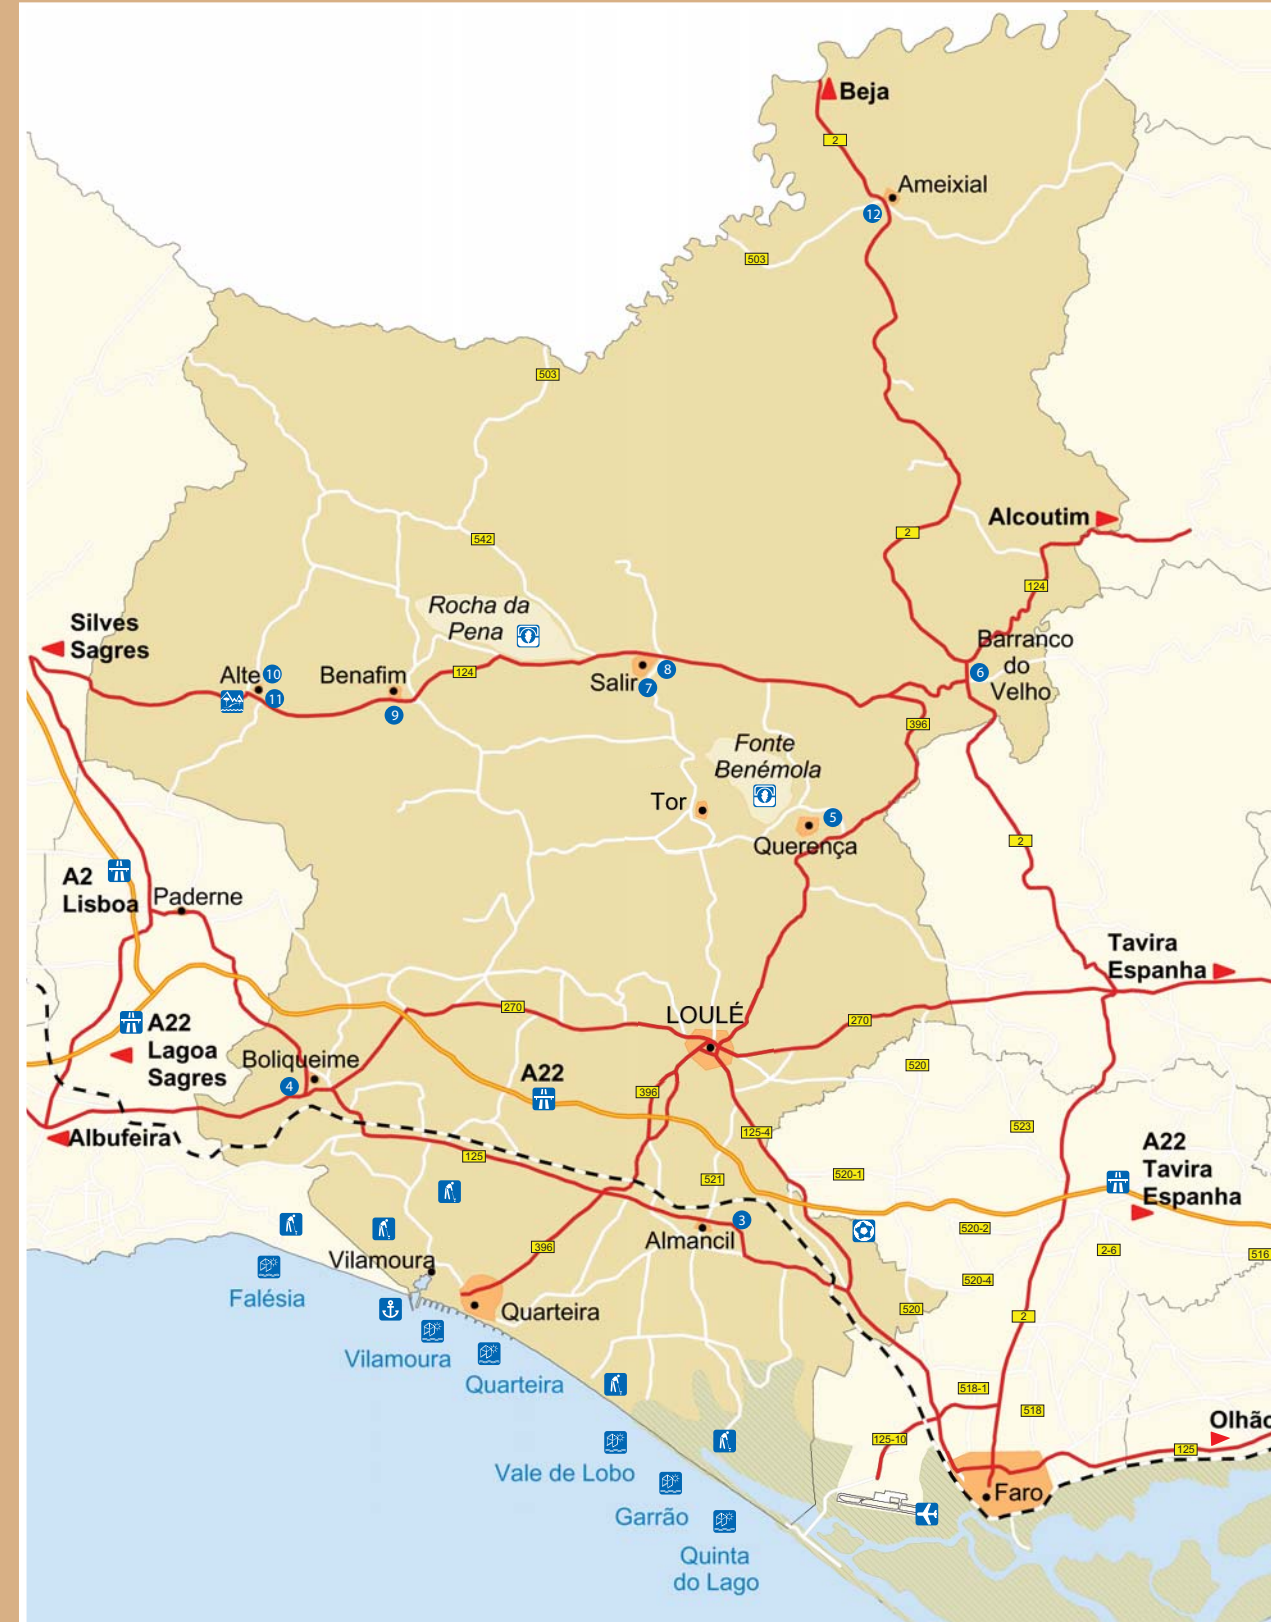 Beja
2
Ameixial
12
503
503
542
2
Alcoutim
124
Rocha da
Pena
Silves
Sagres
Alte
10
11
Benafim
9
124
Salir
8
7
Barranco
do
Velho
6
396
Fonte
Benémola
Tor
5
Querença
2
A2
Lisboa
Paderne
Tavira
Espanha
270
LOULÉ
270
A22
Lagoa
Sagres
Boliqueime
4
A22
396
520
523
125-4
Albufeira
125
521
520-1
A22
Tavira
Espanha
3
Almancil
520-2
2-6
516
396
Vilamoura
520-4
520
2
Falésia
Quarteira
Vilamoura
Quarteira
518-1
518
Olhão
125-10
125
Vale de Lobo
Faro
Garrão
Quinta
do Lago